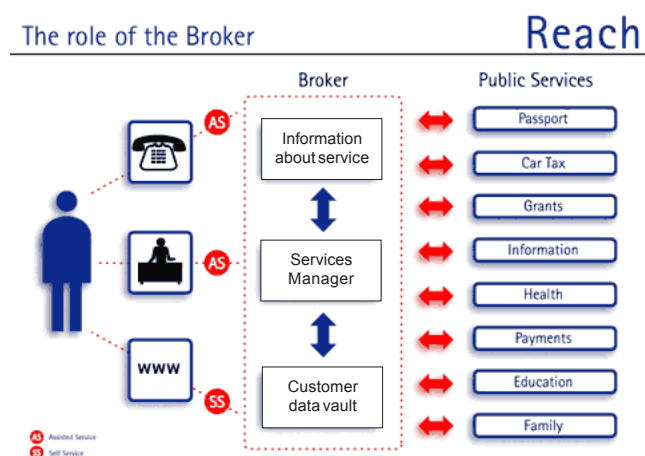 The role of the Broker
Reach
Broker
Public Services
AS
Information
about service
Passport
Car Tax
Grants
AS
Services
Manager
Information
Health
Payments
WWW
SS
Customer
data vault
Education
Family
AS Assisted Service
SS Self Service